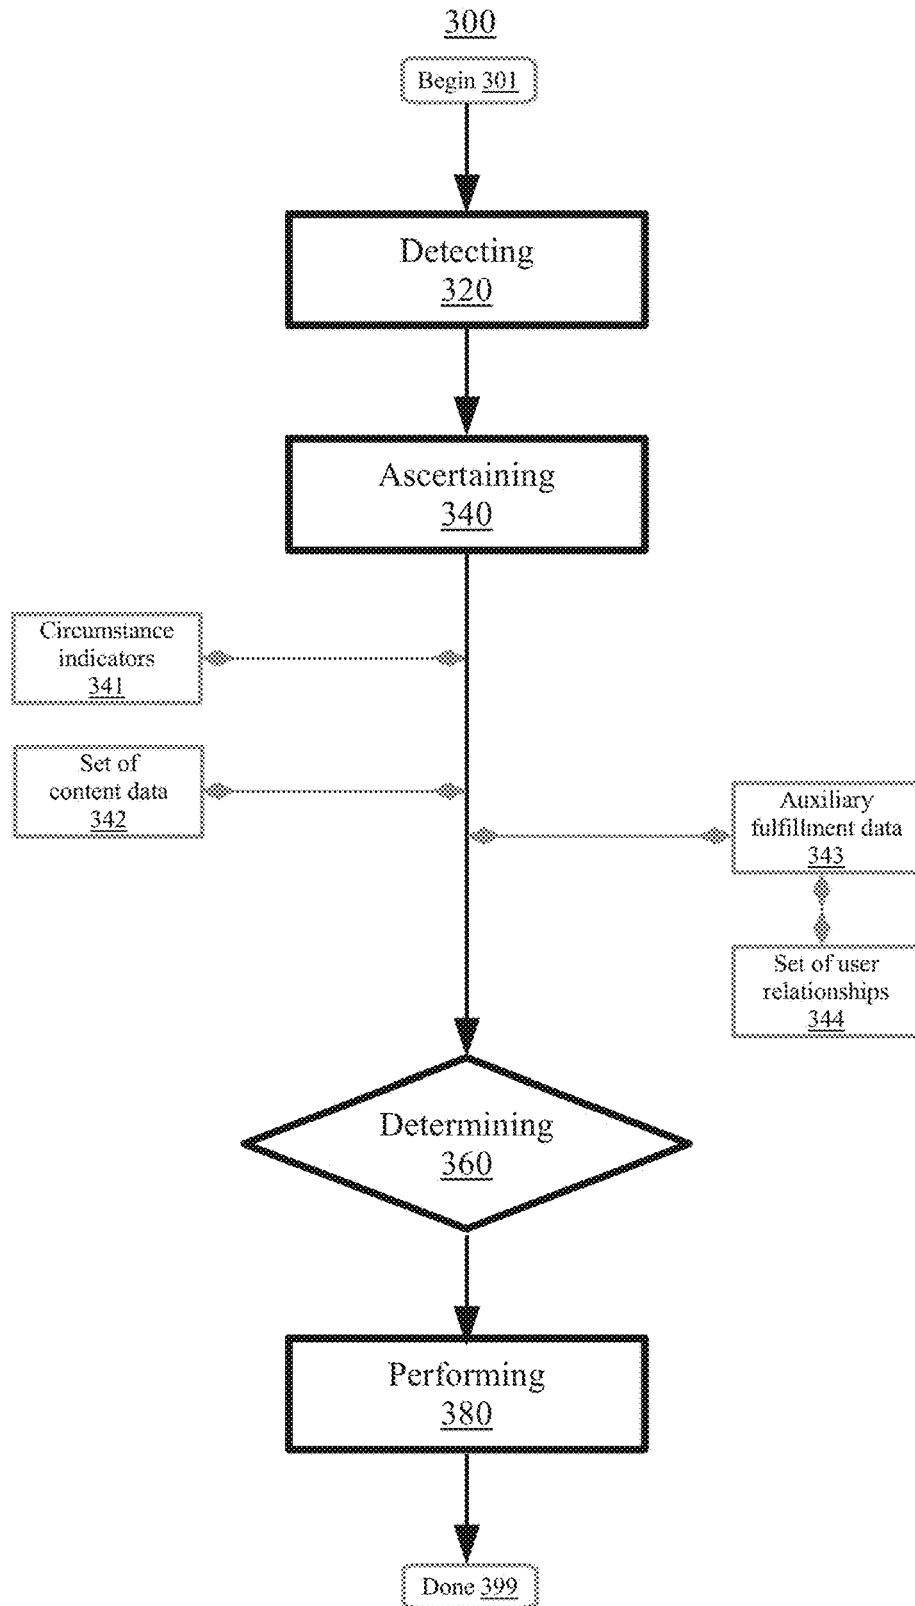 300
Begin 301
Detecting
320
Ascertaining
340
Circumstance
indicators
341
Set of
content data
342
Auxiliary
fulfillment data
343
Set of user
relationships
344
Determining
360
Performing
380
Done 399